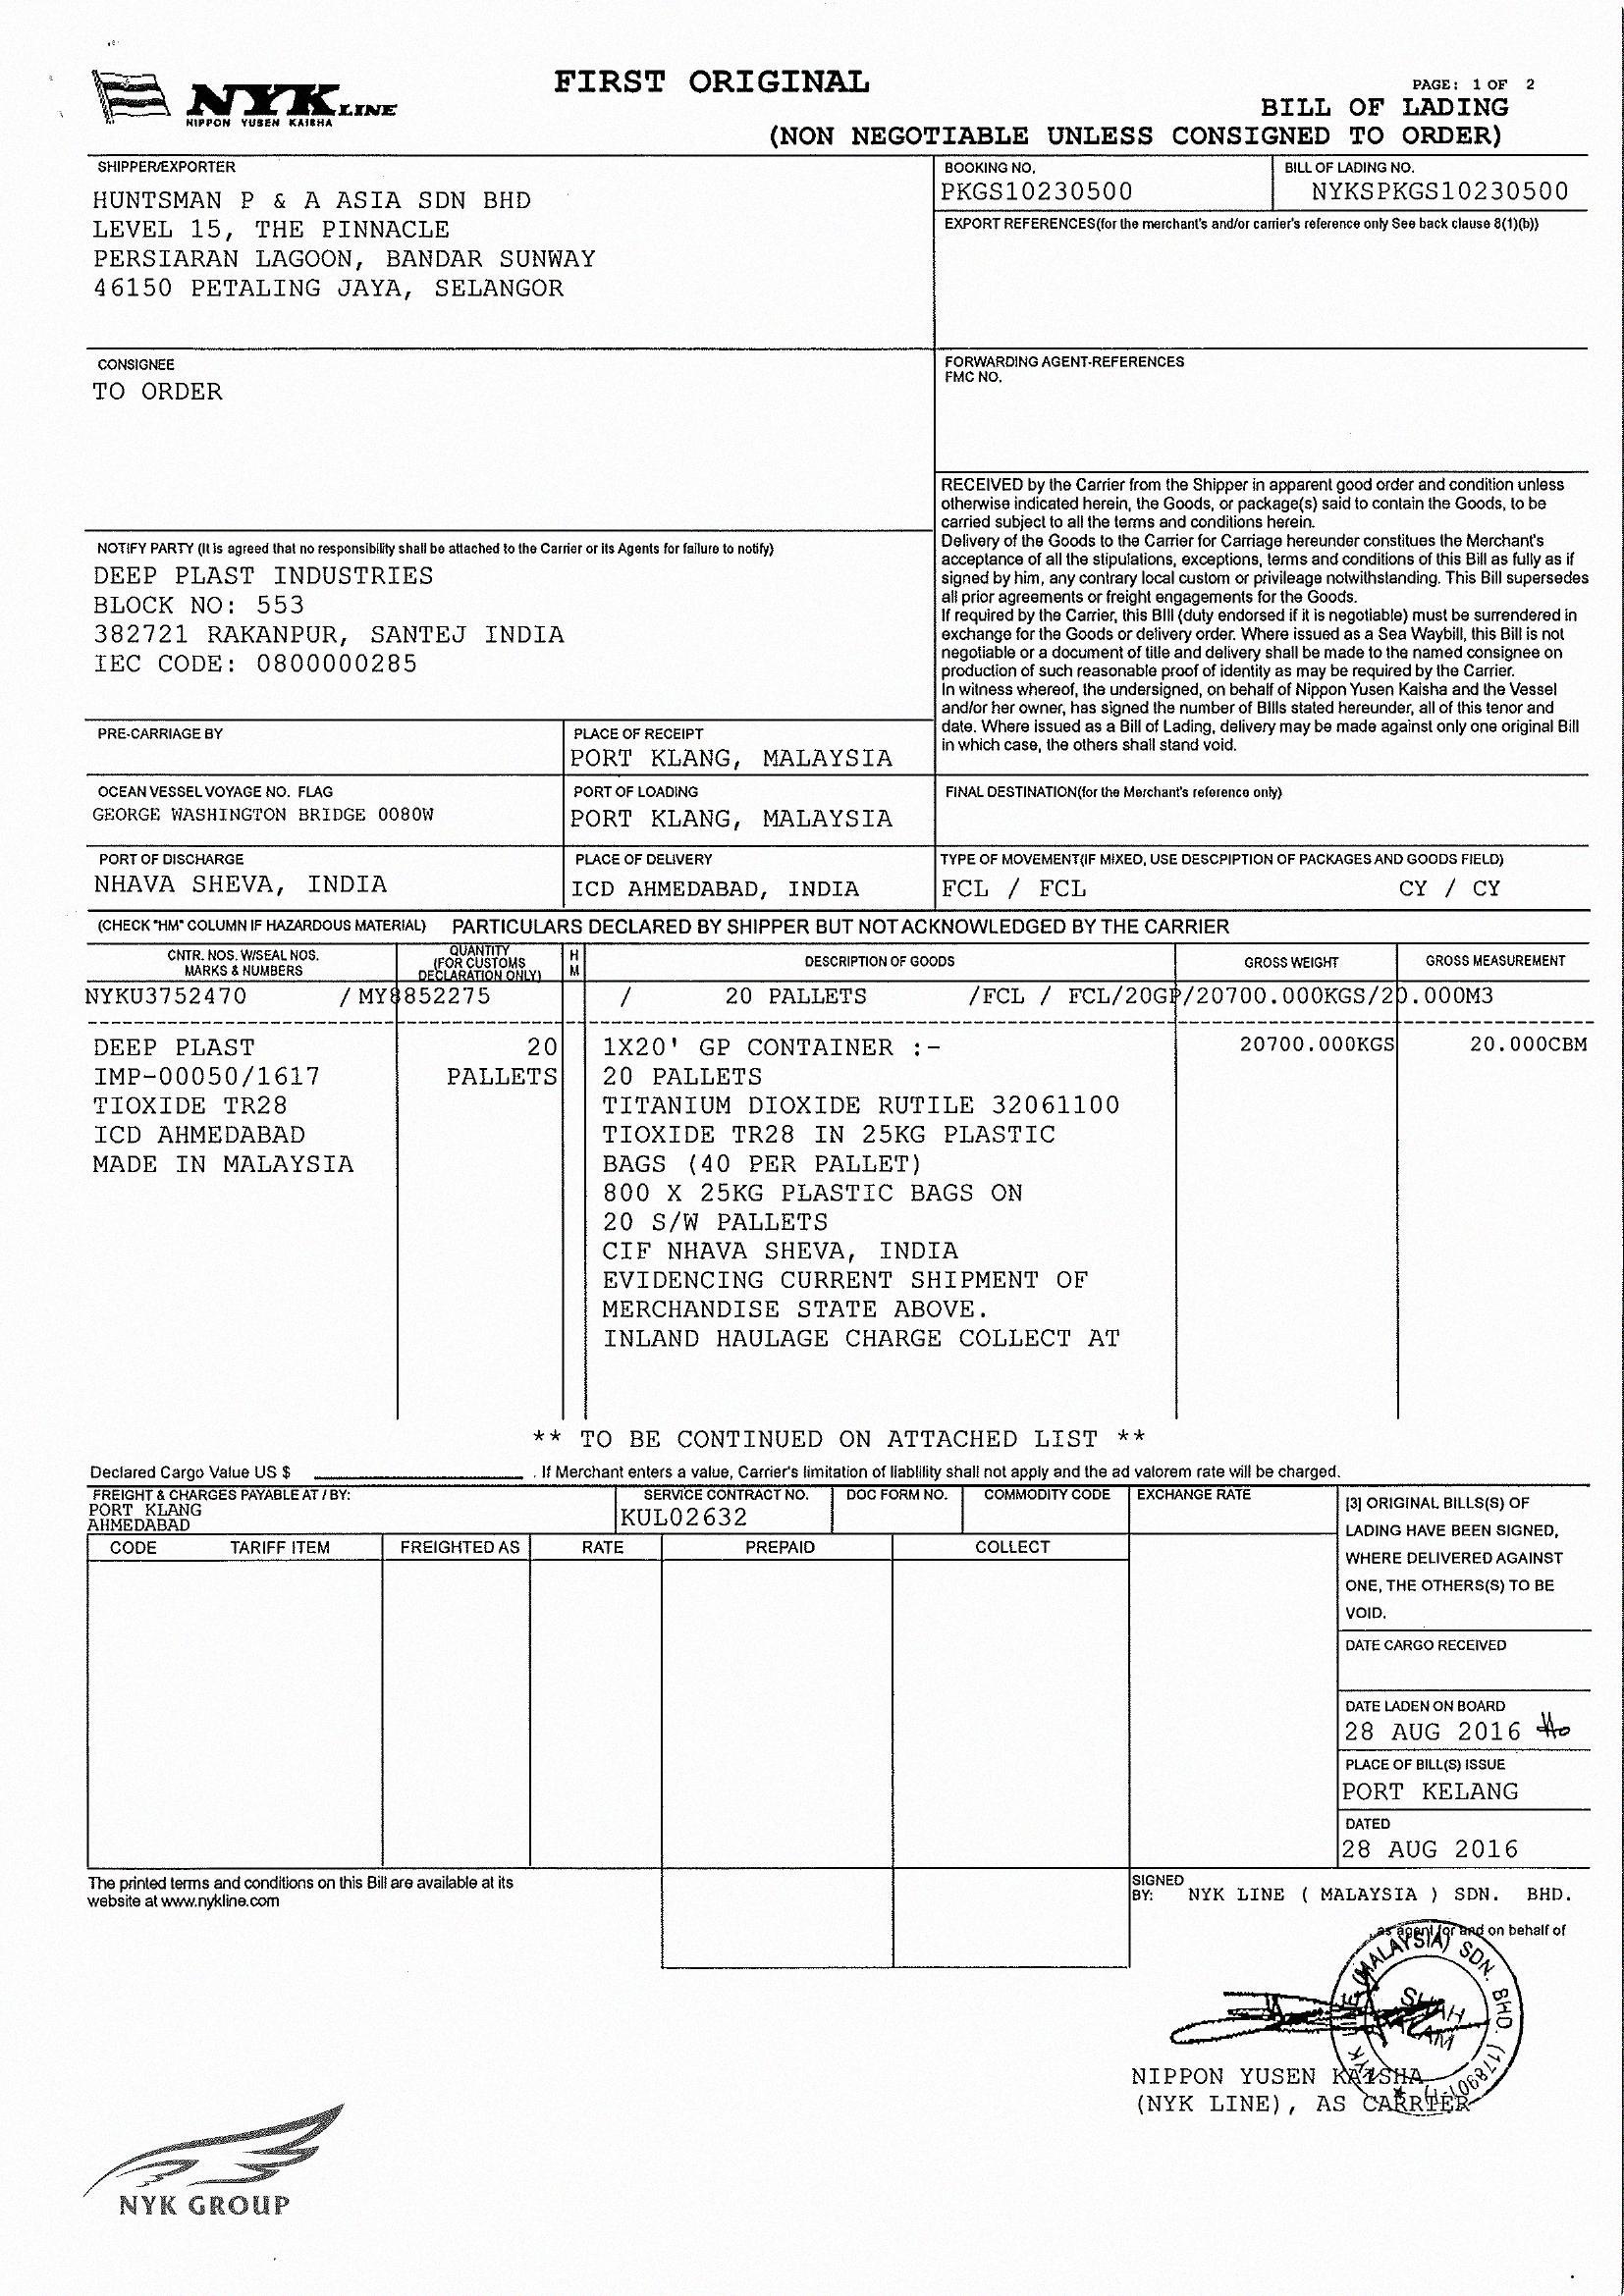 NYK LINE
NIPPON YUSEN KAISHA
FIRST ORIGINAL
PAGE: 1 OF 2
BILL OF LADING
(NON NEGOTIABLE UNLESS CONSIGNED TO ORDER)
SHIPPER/EXPORTER
HUNTSMAN P & A ASIA SDN BHD
LEVEL 15, THE PINNACLE
PERSIARAN LAGOON, BANDAR SUNWAY
46150 PETALING JAYA, SELANGOR
BOOKING NO.
PKGS10230500
BILL OF LADING NO.
NYKSPKGS10230500
EXPORT REFERENCES(for the merchant's and/or carrier's reference only See back clause 8(1)(b))
CONSIGNEE
TO ORDER
FORWARDING AGENT-REFERENCES
FMC NO.
RECEIVED by the Carrier from the Shipper in apparent good order and condition unless
otherwise indicated herein, the Goods, or package(s) said to contain the Goods, to be
carried subject to all the terms and conditions herein.
Delivery of the Goods to the Carrier for Carriage hereunder constitutes the Merchant's
acceptance of all the stipulations, exceptions, terms and conditions of this Bill as fully as if
signed by him, any contrary local custom or privileage notwithstanding. This Bill supersedes
all prior agreements or freight engagements for the Goods.
If required by the Carrier, this Bill (duty endorsed if it is negotiable) must be surrendered in
exchange for the Goods or delivery order. Where issued as a Sea Waybill, this Bill is not
negotiable or a document of title and delivery shall be made to the named consignee on
production of such reasonable proof of identity as may be required by the Carrier.
In witness whereof, the undersigned, on behalf of Nippon Yusen Kaisha and the Vessel
and/or her owner, has signed the number of Bills stated hereunder, all of this tenor and
date. Where issued as a Bill of Lading, delivery may be made against only one original Bill
in which case, the others shall stand void.
NOTIFY PARTY (It is agreed that no responsibility shall be attached to the Carrier or its Agents for failure to notify)
DEEP PLAST INDUSTRIES
BLOCK NO: 553
382721 RAKANPUR, SANTEJ INDIA
IEC CODE: 0800000285
PRE-CARRIAGE BY
PLACE OF RECEIPT
PORT KLANG, MALAYSIA
OCEAN VESSEL VOYAGE NO. FLAG
GEORGE WASHINGTON BRIDGE 0080W
PORT OF LOADING
PORT KLANG, MALAYSIA
FINAL DESTINATION(for the Merchant's reference only)
PORT OF DISCHARGE
NHAVA SHEVA, INDIA
PLACE OF DELIVERY
ICD AHMEDABAD, INDIA
TYPE OF MOVEMENT(IF MIXED, USE DESCPIPTION OF PACKAGES AND GOODS FIELD)
FCL / FCL CY / CY
(CHECK "HM" COLUMN IF HAZARDOUS MATERIAL) PARTICULARS DECLARED BY SHIPPER BUT NOT ACKNOWLEDGED BY THE CARRIER
CNTR. NOS. W/SEAL NOS.
MARKS & NUMBERS
QUANTITY
(FOR CUSTOMS
DECLARATION ONLY)
H
M
DESCRIPTION OF GOODS
GROSS WEIGHT
GROSS MEASUREMENT
NYKU3752470 / MY8852275 / 20 PALLETS /FCL / FCL/20GP/20700.000KGS/20.000M3
DEEP PLAST
IMP-00050/1617
TIOXIDE TR28
ICD AHMEDABAD
MADE IN MALAYSIA
20
PALLETS
1X20' GP CONTAINER :-
20 PALLETS
TITANIUM DIOXIDE RUTILE 32061100
TIOXIDE TR28 IN 25KG PLASTIC
BAGS (40 PER PALLET)
800 X 25KG PLASTIC BAGS ON
20 S/W PALLETS
CIF NHAVA SHEVA, INDIA
EVIDENCING CURRENT SHIPMENT OF
MERCHANDISE STATE ABOVE.
INLAND HAULAGE CHARGE COLLECT AT
20700.000KGS
20.000CBM
** TO BE CONTINUED ON ATTACHED LIST **
Declared Cargo Value US $ . If Merchant enters a value, Carrier's limitation of liablility shall not apply and the ad valorem rate will be charged.
FREIGHT & CHARGES PAYABLE AT / BY:
PORT KLANG
AHMEDABAD
SERVICE CONTRACT NO.
KUL02632
DOC FORM NO.
COMMODITY CODE
EXCHANGE RATE
CODE TARIFF ITEM FREIGHTED AS RATE PREPAID COLLECT
[3] ORIGINAL BILLS(S) OF
LADING HAVE BEEN SIGNED,
WHERE DELIVERED AGAINST
ONE, THE OTHERS(S) TO BE
VOID.
DATE CARGO RECEIVED
DATE LADEN ON BOARD
28 AUG 2016
PLACE OF BILL(S) ISSUE
PORT KELANG
DATED
28 AUG 2016
The printed terms and conditions on this Bill are available at its
website at www.nykline.com
SIGNED
BY: NYK LINE ( MALAYSIA ) SDN. BHD.
as agent for and on behalf of
NYK LINE (MALAYSIA) SDN. BHD. (178907-T)
SHAH
ALAM
NIPPON YUSEN KAISHA
(NYK LINE), AS CARRIER
NYK GROUP